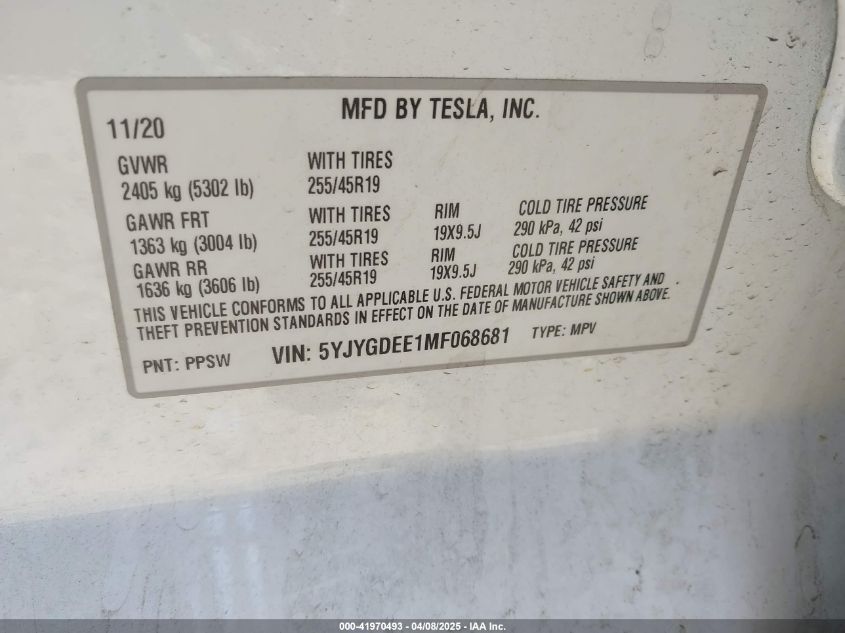 MFD BY TESLA, INC.
11/20
GVWR WITH TIRES
2405 kg (5302 lb) 255/45R19
GAWR FRT WITH TIRES RIM COLD TIRE PRESSURE
1363 kg (3004 lb) 255/45R19 19X9.5J 290 kPa, 42 psi
GAWR RR WITH TIRES RIM COLD TIRE PRESSURE
1636 kg (3606 lb) 255/45R19 19X9.5J 290 kPa, 42 psi
THIS VEHICLE CONFORMS TO ALL APPLICABLE U.S. FEDERAL MOTOR VEHICLE SAFETY AND
THEFT PREVENTION STANDARDS IN EFFECT ON THE DATE OF MANUFACTURE SHOWN ABOVE.
PNT: PPSW VIN: 5YJYGDEE1MF068681 TYPE: MPV
000-41970493 - 04/08/2025 - IAA Inc.